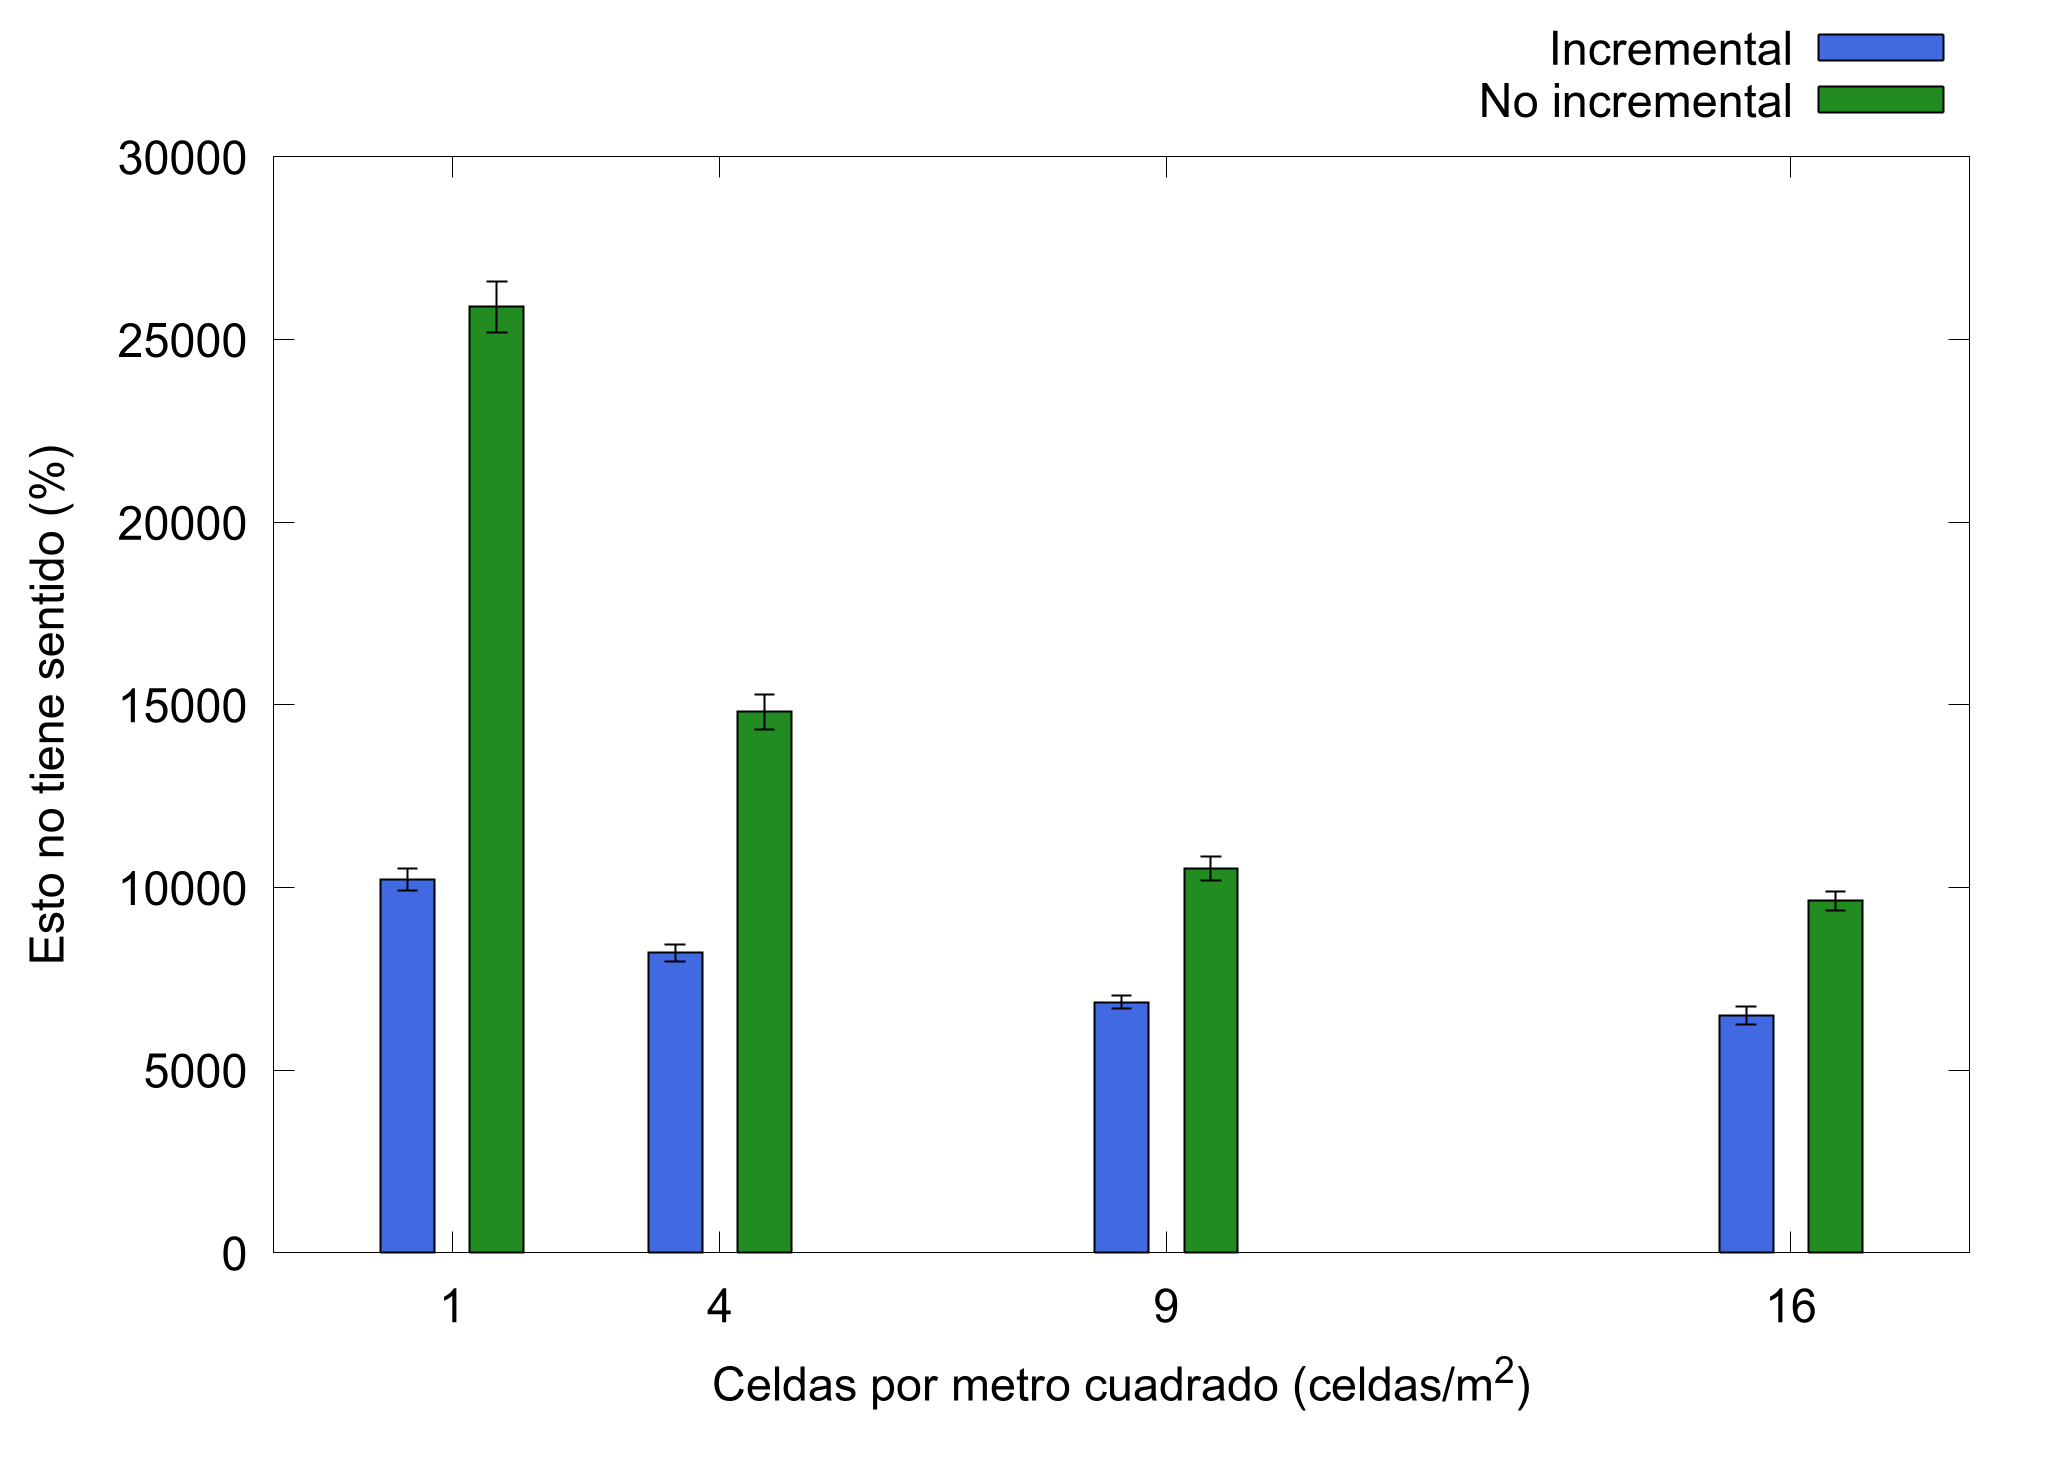 Incremental
No incremental
30000
25000
20000
15000
10000
5000
0
Esto no tiene sentido (%)
1 4 9 16
Celdas por metro cuadrado (celdas/m²)